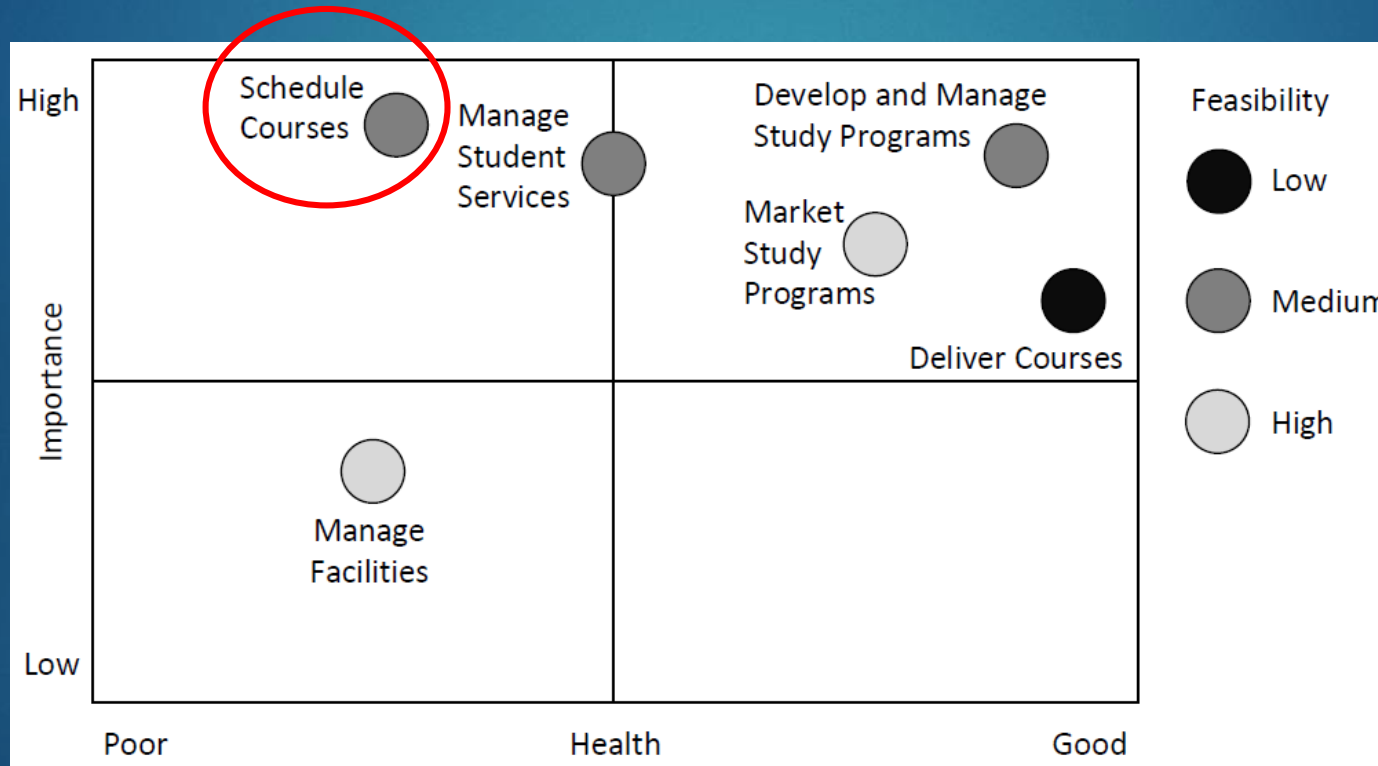 High
Schedule
Courses
Manage
Student
Services
Develop and Manage
Study Programs
Market
Study
Programs
Deliver Courses
Importance
Manage
Facilities
Low
Poor
Health
Good
Feasibility
Low
Medium
High